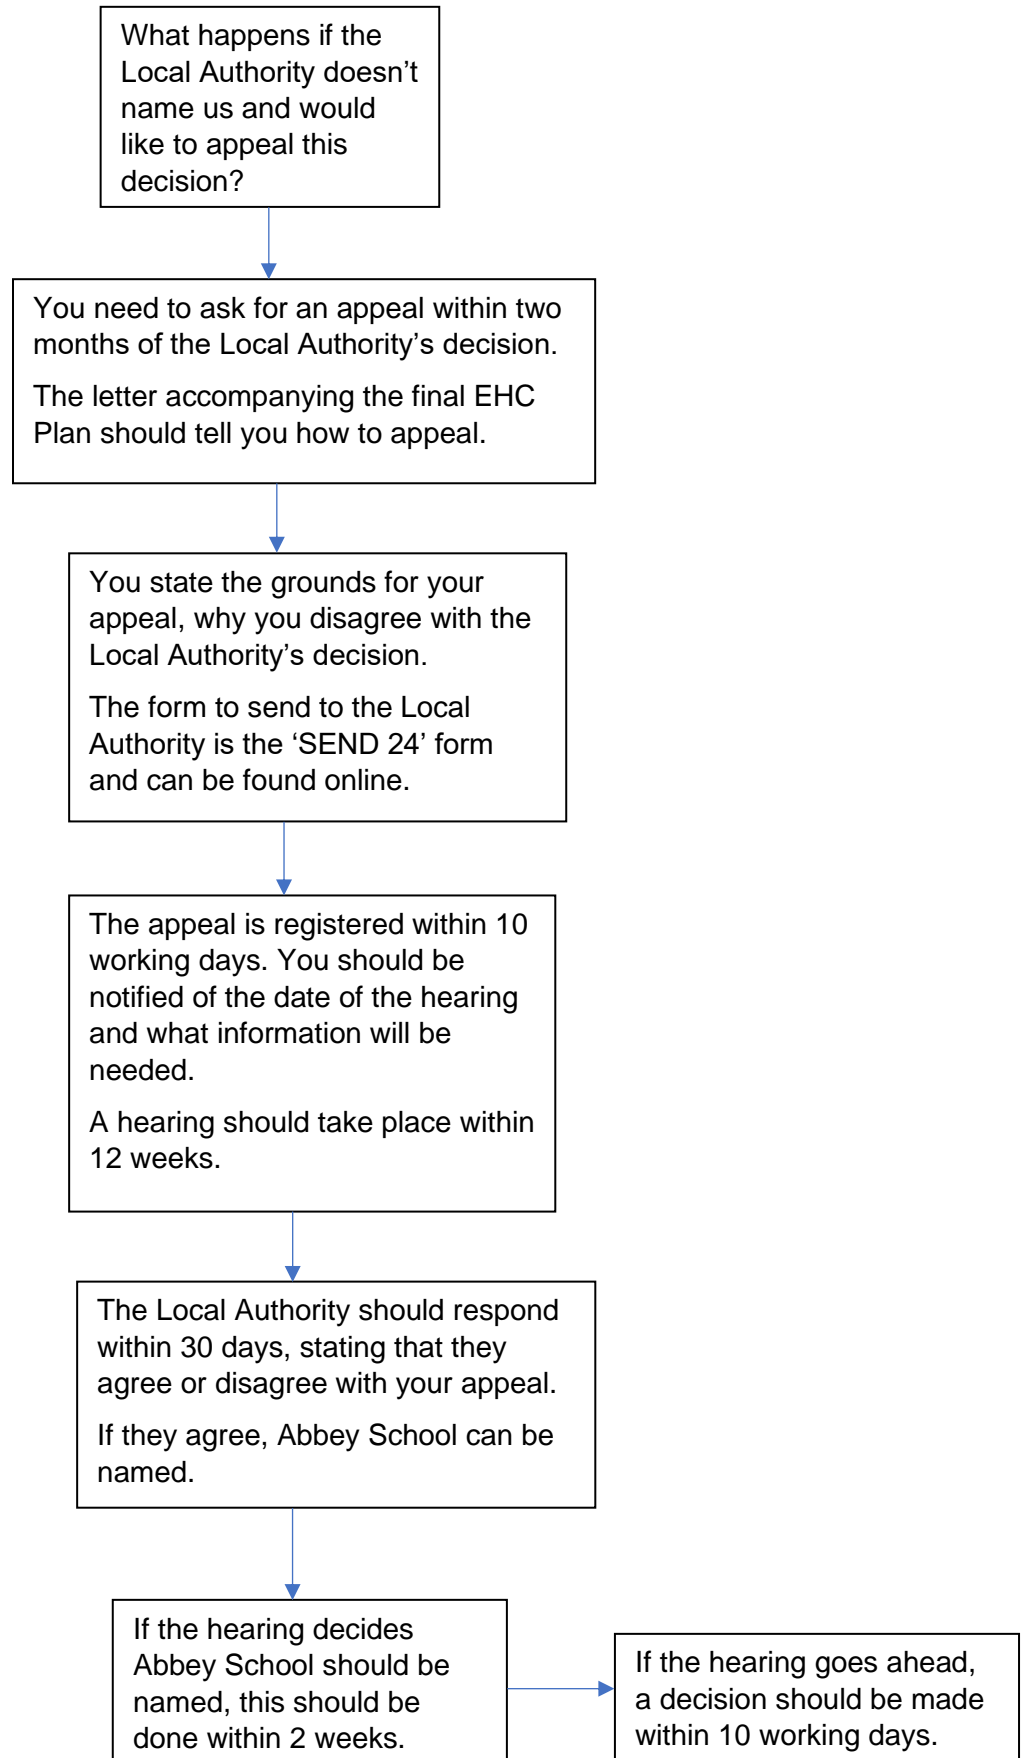 What happens if the
Local Authority doesn’t
name us and would
like to appeal this
decision?
You need to ask for an appeal within two
months of the Local Authority’s decision.
The letter accompanying the final EHC
Plan should tell you how to appeal.
You state the grounds for your
appeal, why you disagree with the
Local Authority’s decision.
The form to send to the Local
Authority is the ‘SEND 24’ form
and can be found online.
The appeal is registered within 10
working days. You should be
notified of the date of the hearing
and what information will be
needed.
A hearing should take place within
12 weeks.
The Local Authority should respond
within 30 days, stating that they
agree or disagree with your appeal.
If they agree, Abbey School can be
named.
If the hearing decides
Abbey School should be
named, this should be
done within 2 weeks.
If the hearing goes ahead,
a decision should be made
within 10 working days.